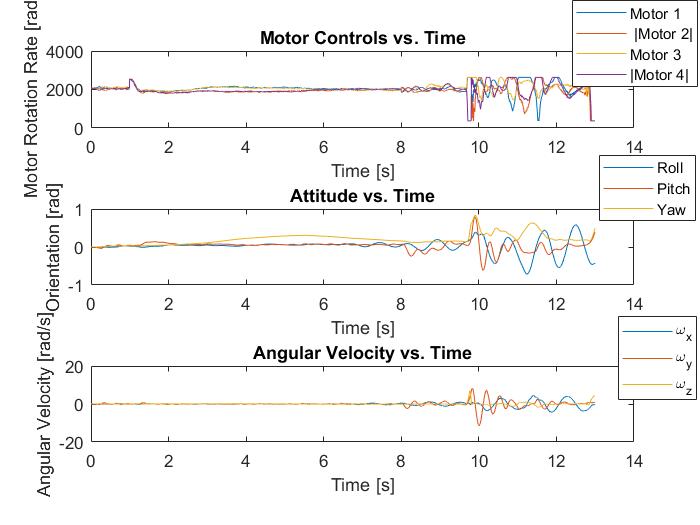 Motor Controls vs. Time
Motor Rotation Rate [rad
4000
2000
0
0 2 4 6 8 10 12 14
Time [s]
Motor 1
|Motor 2|
Motor 3
|Motor 4|
Attitude vs. Time
Orientation [rad]
1
0
-1
0 2 4 6 8 10 12 14
Time [s]
Roll
Pitch
Yaw
Angular Velocity vs. Time
Angular Velocity [rad/s]
20
0
-20
0 2 4 6 8 10 12 14
Time [s]
ωx
ωy
ωz